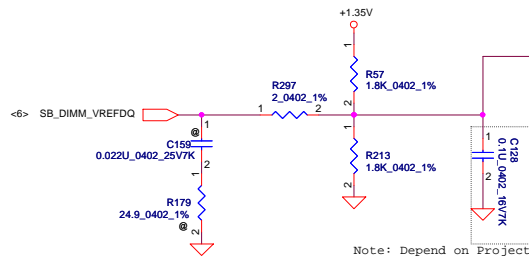 +1.35V
1
R57
1.8K_0402_1%
2
R297
2_0402_1%
<6> SB_DIMM_VREFDQ
1
2
@
1
C159
0.022U_0402_25V7K
2
1
R179
24.9_0402_1%
@
2
1
R213
1.8K_0402_1%
2
1
C128
0.1U_0402_16V7K
2
Note: Depend on Project